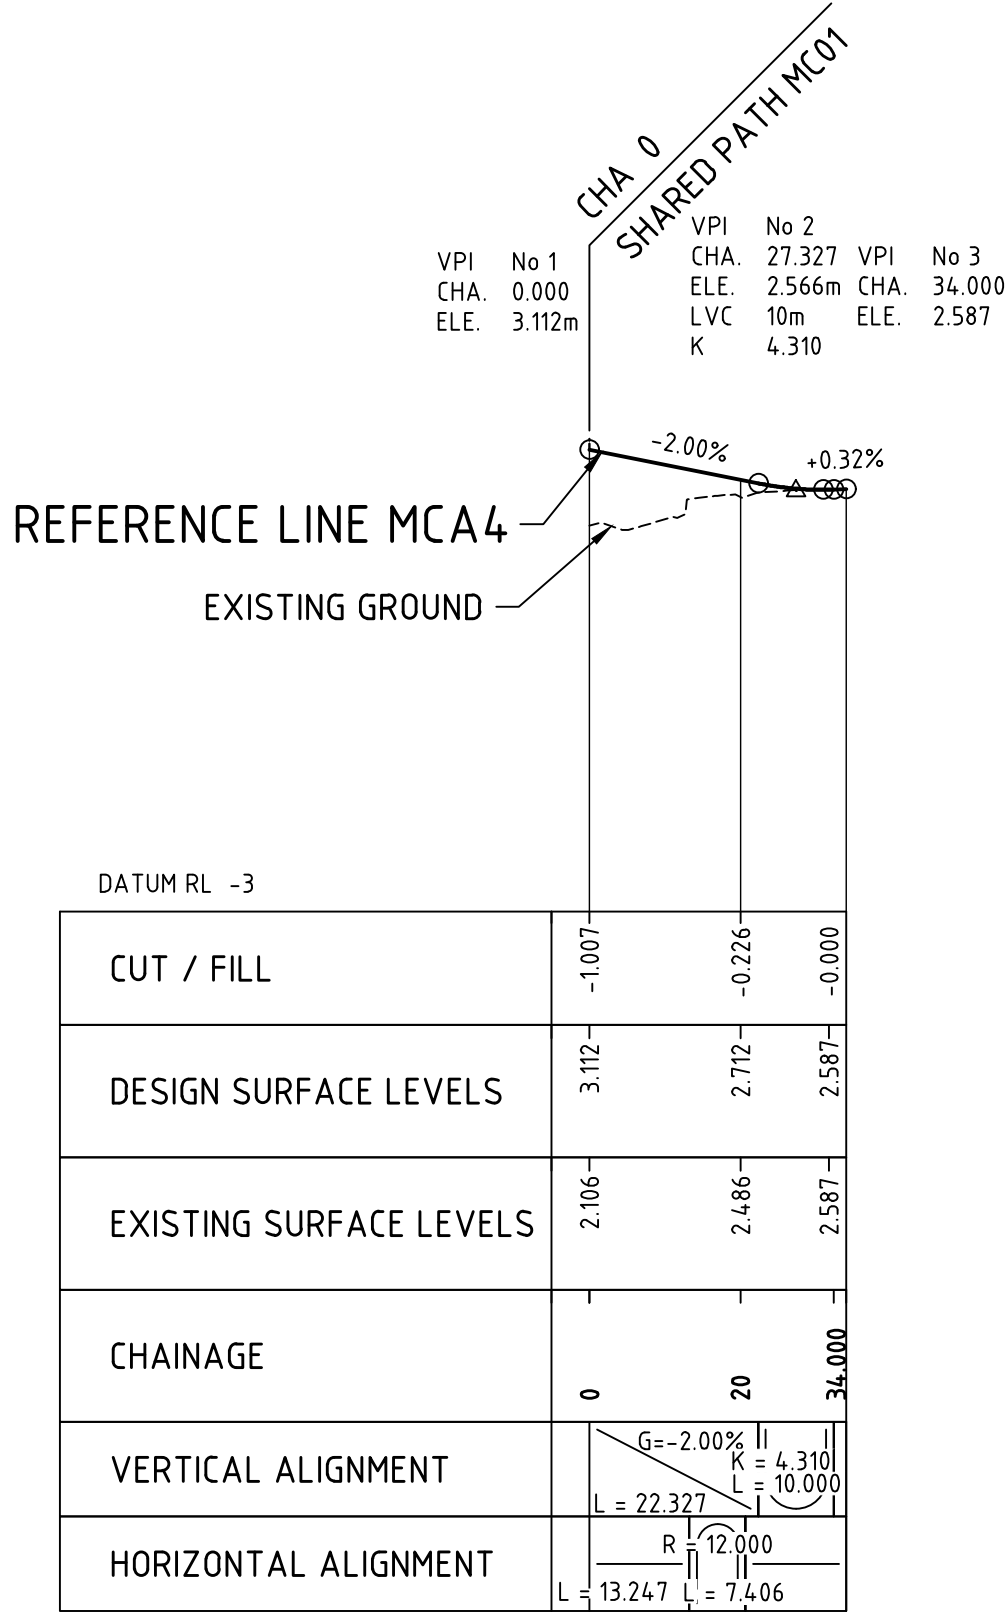 CHA 0
SHARED PATH MC01
VPI No 1
CHA. 0.000
ELE. 3.112m
VPI No 2
CHA. 27.327
ELE. 2.566m
LVC 10m
K 4.310
VPI No 3
CHA. 34.000
ELE. 2.587
-2.00%
+0.32%
REFERENCE LINE MCA4
EXISTING GROUND
DATUM RL -3
CUT / FILL -1.007 -0.226 -0.000
DESIGN SURFACE LEVELS 3.112 2.712 2.587
EXISTING SURFACE LEVELS 2.106 2.486 2.587
CHAINAGE 0 20 34.000
VERTICAL ALIGNMENT
G=-2.00%
L = 22.327
K = 4.310
L = 10.000
HORIZONTAL ALIGNMENT
R = 12.000
L = 13.247 L = 7.406